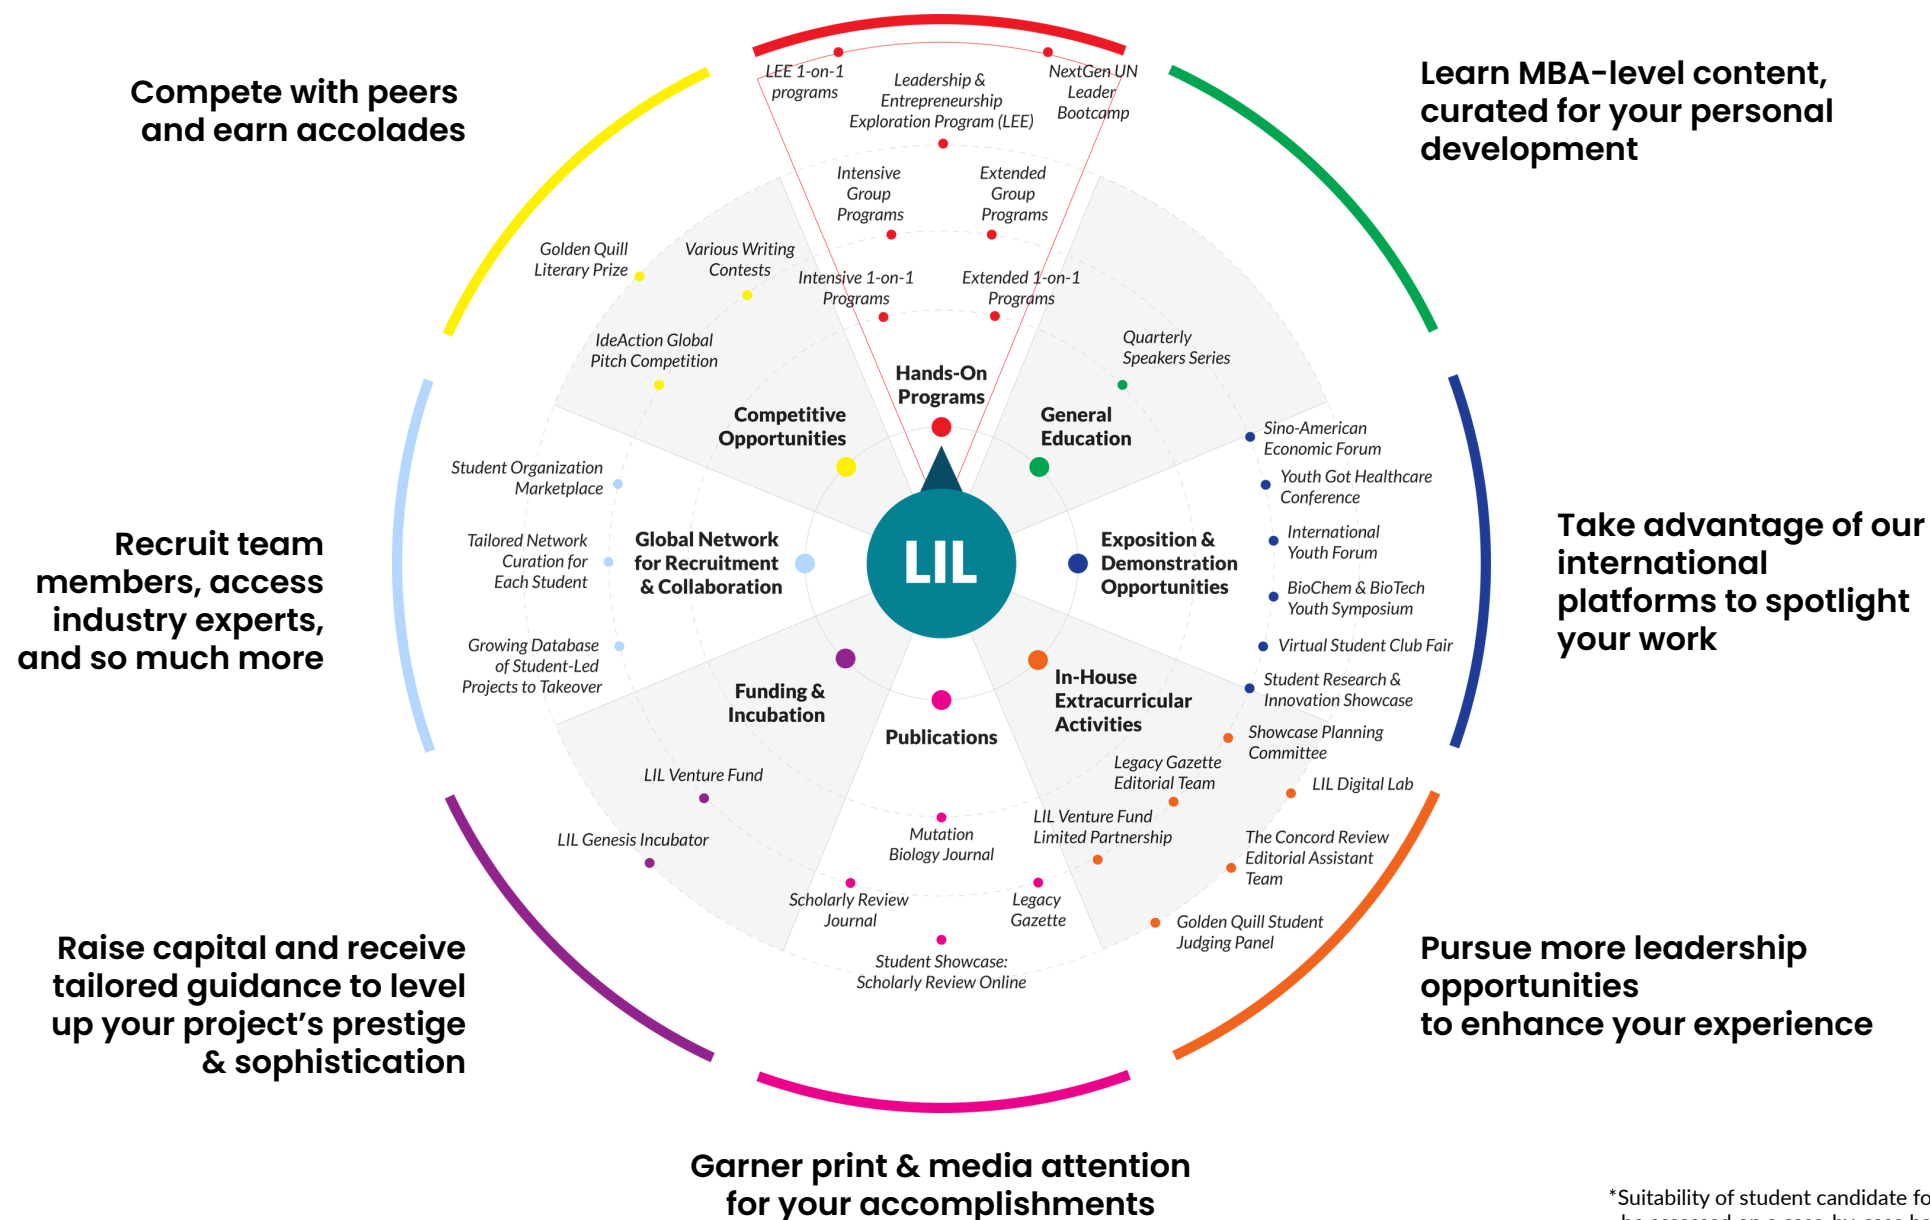 Compete with peers
and earn accolades
LEE 1-on-1
programs
Leadership &
Entrepreneurship
Exploration Program (LEE)
NextGen UN
Leader
Bootcamp
Learn MBA-level content,
curated for your personal
development
Intensive
Group
Programs
Extended
Group
Programs
Intensive 1-on-1
Programs
Extended 1-on-1
Programs
Hands-On
Programs
Golden Quill
Literary Prize
Various Writing
Contests
IdeAction Global
Pitch Competition
Competitive
Opportunities
Quarterly
Speakers Series
General
Education
Student Organization
Marketplace
Tailored Network
Curation for
Each Student
Growing Database
of Student-Led
Projects to Takeover
Global Network
for Recruitment
& Collaboration
Recruit team
members, access
industry experts,
and so much more
LIL
Exposition &
Demonstration
Opportunities
Sino-American
Economic Forum
Youth Got Healthcare
Conference
International
Youth Forum
BioChem & BioTech
Youth Symposium
Virtual Student Club Fair
Student Research &
Innovation Showcase
Take advantage of our
international
platforms to spotlight
your work
Funding &
Incubation
LIL Venture Fund
LIL Genesis Incubator
Raise capital and receive
tailored guidance to level
up your project's prestige
& sophistication
Publications
Mutation
Biology Journal
Scholarly Review
Journal
Legacy
Gazette
Student Showcase:
Scholarly Review Online
In-House
Extracurricular
Activities
Showcase Planning
Committee
Legacy Gazette
Editorial Team
LIL Digital Lab
LIL Venture Fund
Limited Partnership
The Concord Review
Editorial Assistant
Team
Golden Quill Student
Judging Panel
Pursue more leadership
opportunities
to enhance your experience
Garner print & media attention
for your accomplishments
*Suitability of student candidate